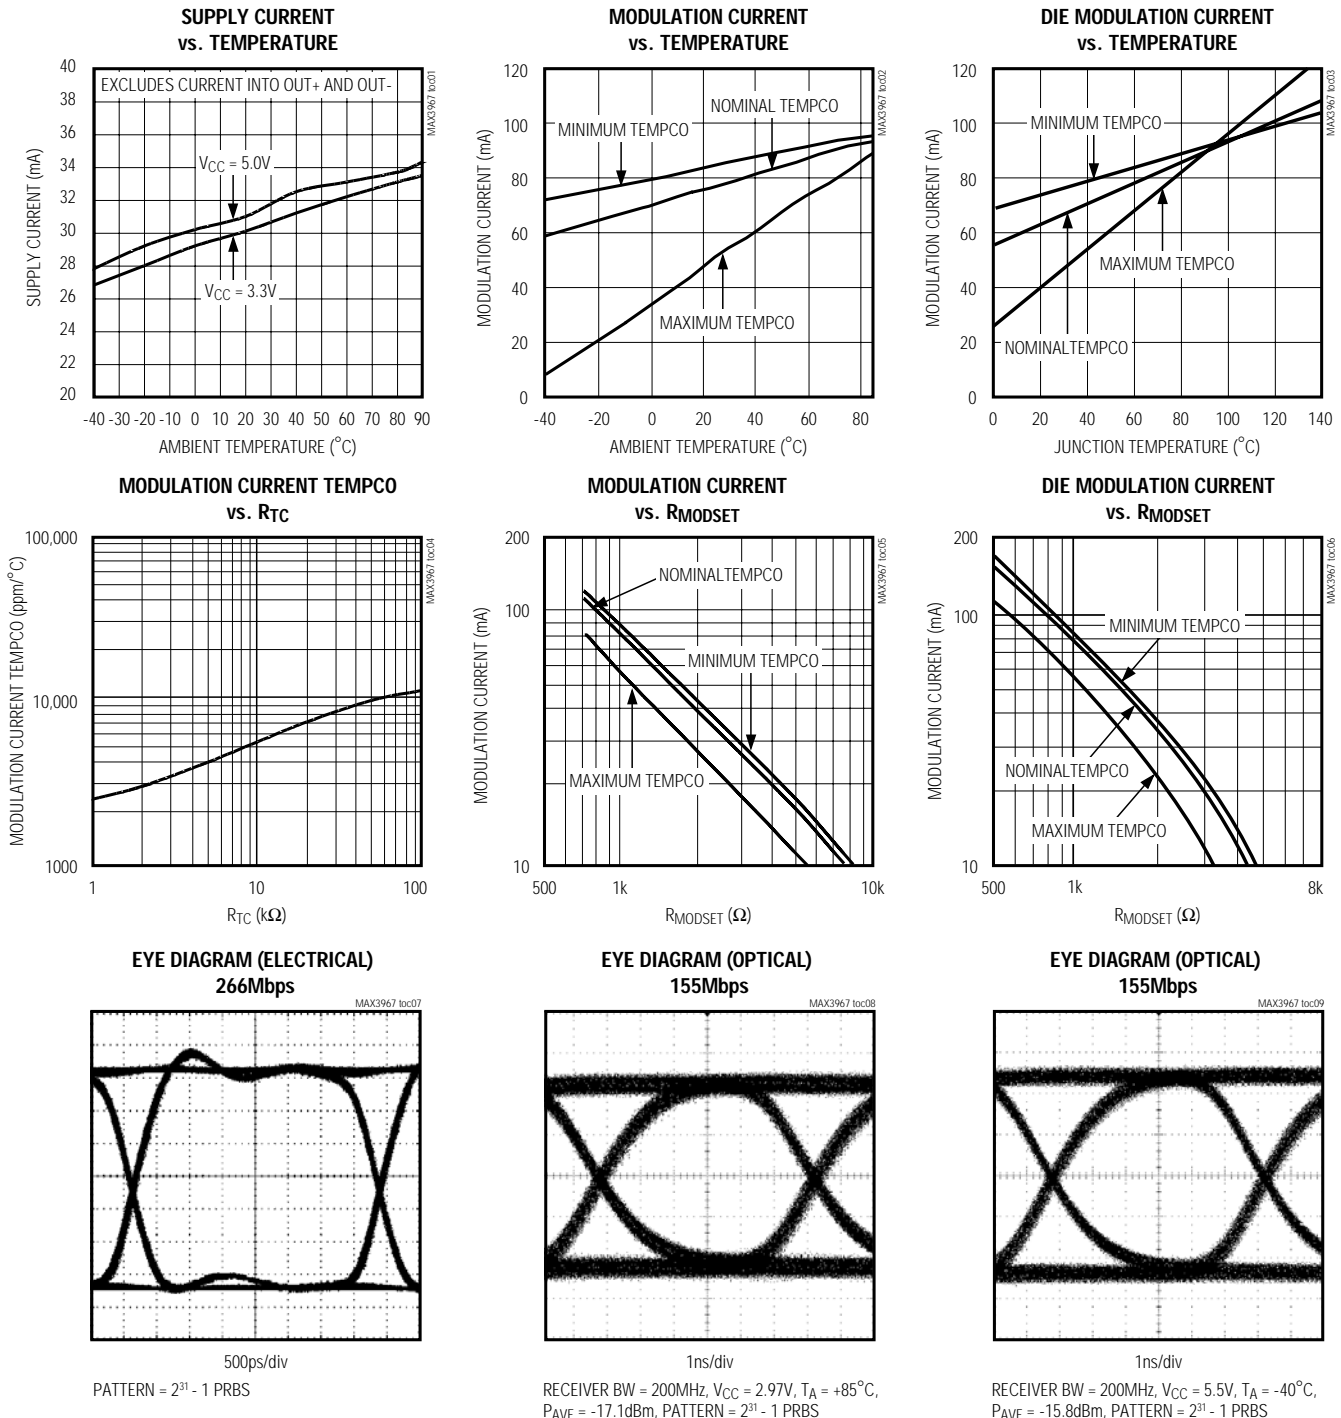 SUPPLY CURRENT
vs. TEMPERATURE
40
38
36
34
32
30
28
26
24
22
20
SUPPLY CURRENT (mA)
EXCLUDES CURRENT INTO OUT+ AND OUT-
VCC = 5.0V
VCC = 3.3V
MAX3967 toc01
-40 -30 -20 -10 0 10 20 30 40 50 60 70 80 90
AMBIENT TEMPERATURE (°C)
MODULATION CURRENT
vs. TEMPERATURE
120
100
80
60
40
20
0
MODULATION CURRENT (mA)
NOMINAL TEMPCO
MINIMUM TEMPCO
MAXIMUM TEMPCO
MAX3967 toc02
-40 -20 0 20 40 60 80
AMBIENT TEMPERATURE (°C)
DIE MODULATION CURRENT
vs. TEMPERATURE
120
100
80
60
40
20
0
MODULATION CURRENT (mA)
MINIMUM TEMPCO
MAXIMUM TEMPCO
NOMINALTEMPCO
MAX3967 toc03
0 20 40 60 80 100 120 140
JUNCTION TEMPERATURE (°C)
MODULATION CURRENT TEMPCO
vs. RTC
100,000
10,000
1000
MODULATION CURRENT TEMPCO (ppm/°C)
MAX3967 toc04
1 10 100
RTC (kΩ)
MODULATION CURRENT
vs. RMODSET
200
100
10
MODULATION CURRENT (mA)
NOMINALTEMPCO
MINIMUM TEMPCO
MAXIMUM TEMPCO
MAX3967 toc05
500 1k 10k
RMODSET (Ω)
DIE MODULATION CURRENT
vs. RMODSET
200
100
10
MODULATION CURRENT (mA)
MINIMUM TEMPCO
NOMINALTEMPCO
MAXIMUM TEMPCO
MAX3967 toc06
500 1k 8k
RMODSET (Ω)
EYE DIAGRAM (ELECTRICAL)
266Mbps
MAX3967 toc07
500ps/div
PATTERN = 2³¹ - 1 PRBS
EYE DIAGRAM (OPTICAL)
155Mbps
MAX3967 toc08
1ns/div
RECEIVER BW = 200MHz, VCC = 2.97V, TA = +85°C,
PAVE = -17.1dBm, PATTERN = 2³¹ - 1 PRBS
EYE DIAGRAM (OPTICAL)
155Mbps
MAX3967 toc09
1ns/div
RECEIVER BW = 200MHz, VCC = 5.5V, TA = -40°C,
PAVE = -15.8dBm, PATTERN = 2³¹ - 1 PRBS